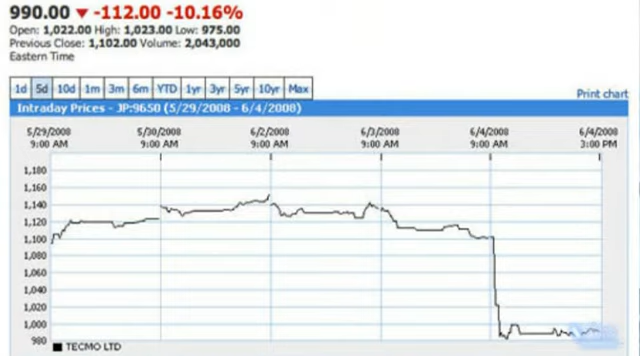 990.00 ▼ -112.00 -10.16%
Open: 1,022.00 High: 1,023.00 Low: 975.00
Previous Close: 1,102.00 Volume: 2,043,000
Eastern Time
1d 5d 10d 1m 3m 6m YTD 1yr 3yr 5yr 10yr Max
Print chart
Intraday Prices - JP:9650 (5/29/2008 - 6/4/2008)
5/29/2008 5/30/2008 6/2/2008 6/3/2008 6/4/2008 6/4/2008
9:00 AM 9:00 AM 9:00 AM 9:00 AM 9:00 AM 3:00 PM
1,180
1,160
1,140
1,120
1,100
1,080
1,060
1,040
1,020
1,000
980
TECMO LTD